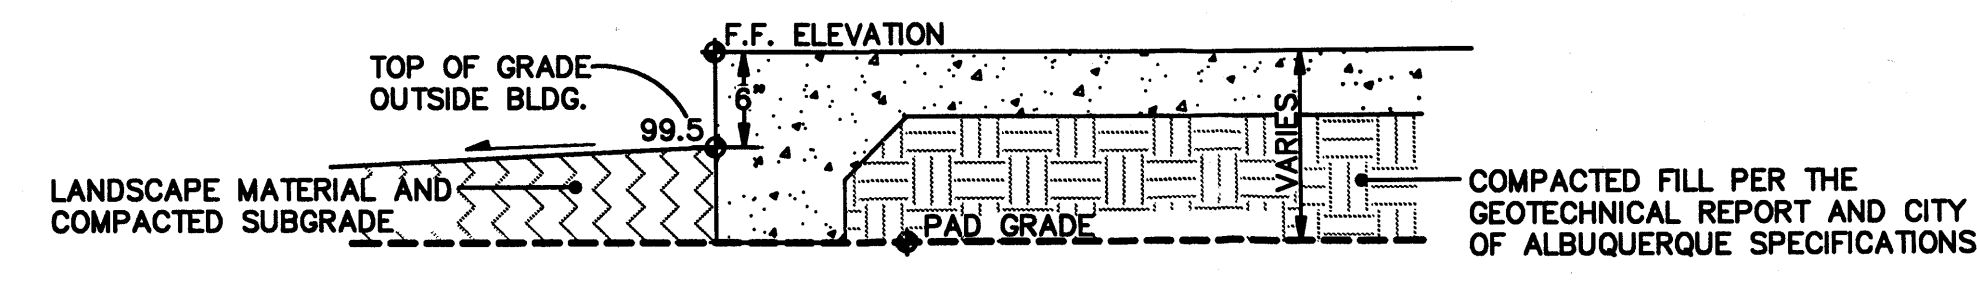 F.F. ELEVATION
TOP OF GRADE
OUTSIDE BLDG.
6"
99.5
VARIES
LANDSCAPE MATERIAL AND
COMPACTED SUBGRADE
PAD GRADE
COMPACTED FILL PER THE
GEOTECHNICAL REPORT AND CITY
OF ALBUQUERQUE SPECIFICATIONS